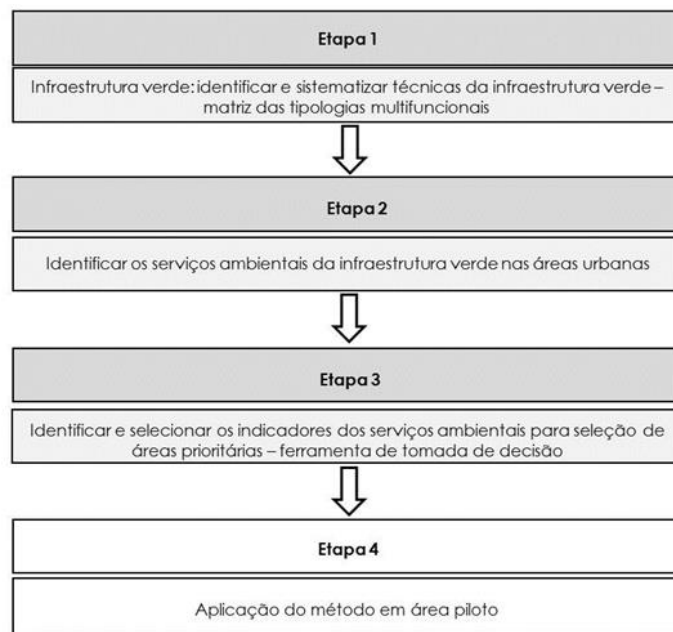 Etapa 1
Infraestrutura verde: identificar e sistematizar técnicas da infraestrutura verde –
matriz das tipologias multifuncionais
Etapa 2
Identificar os serviços ambientais da infraestrutura verde nas áreas urbanas
Etapa 3
Identificar e selecionar os indicadores dos serviços ambientais para seleção de
áreas prioritárias – ferramenta de tomada de decisão
Etapa 4
Aplicação do método em área piloto